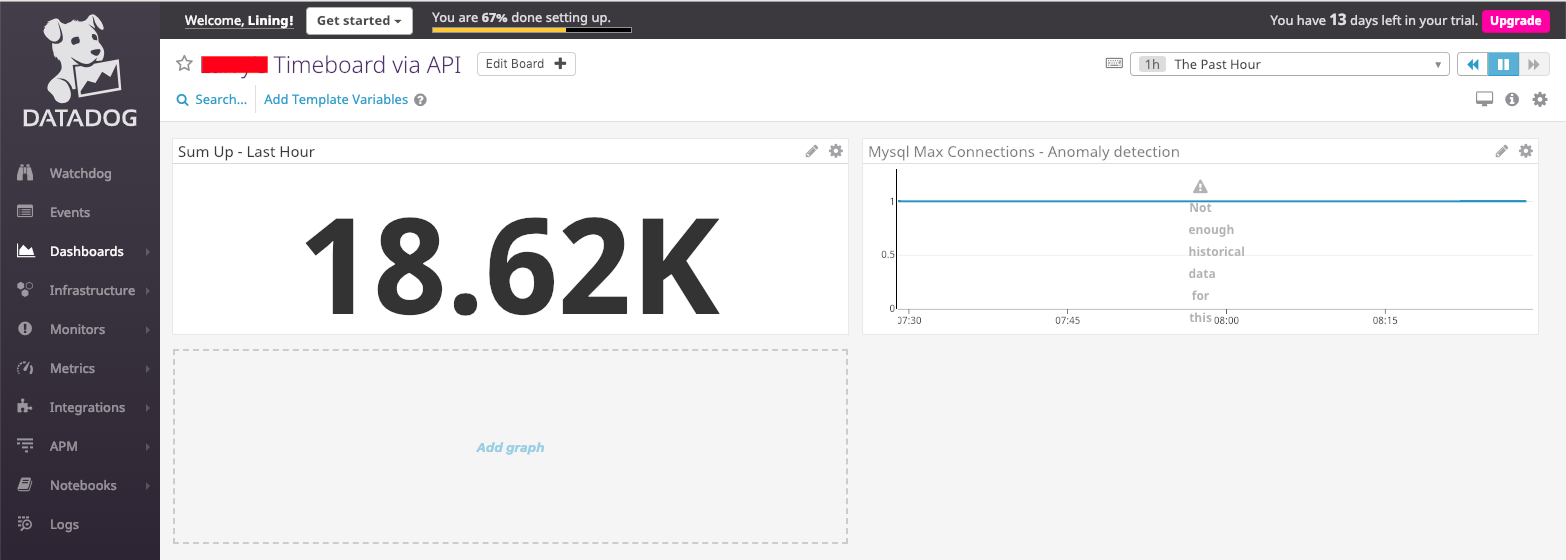 Welcome, Lining!
Get started
You are 67% done setting up.
You have 13 days left in your trial. Upgrade
DATADOG
Timeboard via API
Edit Board
1h The Past Hour
Search...
Add Template Variables
Watchdog
Events
Dashboards
Infrastructure
Monitors
Metrics
Integrations
APM
Notebooks
Logs
Sum Up - Last Hour
18.62K
Mysql Max Connections - Anomaly detection
1
0.5
0
Not
enough
historical
data
for
this
07:30 07:45 08:00 08:15
Add graph